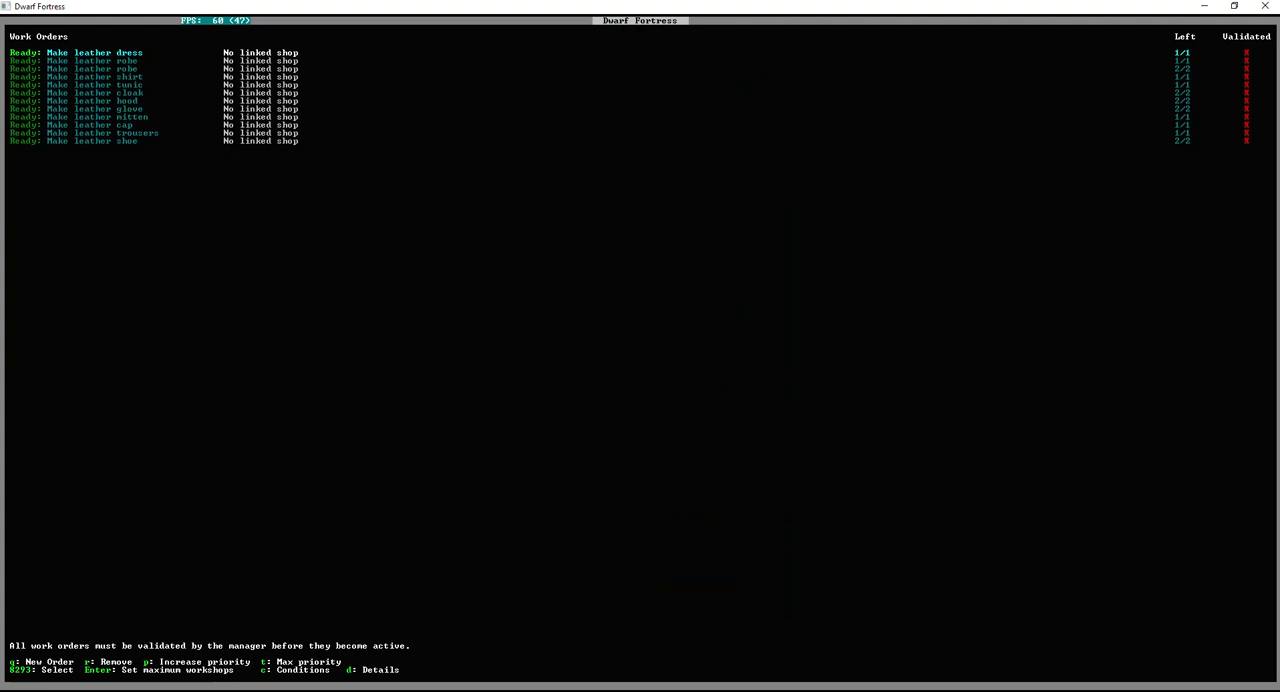 Dwarf Fortress
FPS: 60 (47) Dwarf Fortress
Work Orders Left Validated
Ready: Make leather dress No linked shop 1/1 X
Ready: Make leather robe No linked shop 1/1 X
Ready: Make leather robe No linked shop 2/2 X
Ready: Make leather shirt No linked shop 1/1 X
Ready: Make leather tunic No linked shop 1/1 X
Ready: Make leather cloak No linked shop 2/2 X
Ready: Make leather hood No linked shop 2/2 X
Ready: Make leather glove No linked shop 2/2 X
Ready: Make leather mitten No linked shop 1/1 X
Ready: Make leather cap No linked shop 1/1 X
Ready: Make leather trousers No linked shop 1/1 X
Ready: Make leather shoe No linked shop 2/2 X
All work orders must be validated by the manager before they become active.
q: New Order r: Remove p: Increase priority t: Max priority
8293: Select Enter: Set maximum workshops c: Conditions d: Details